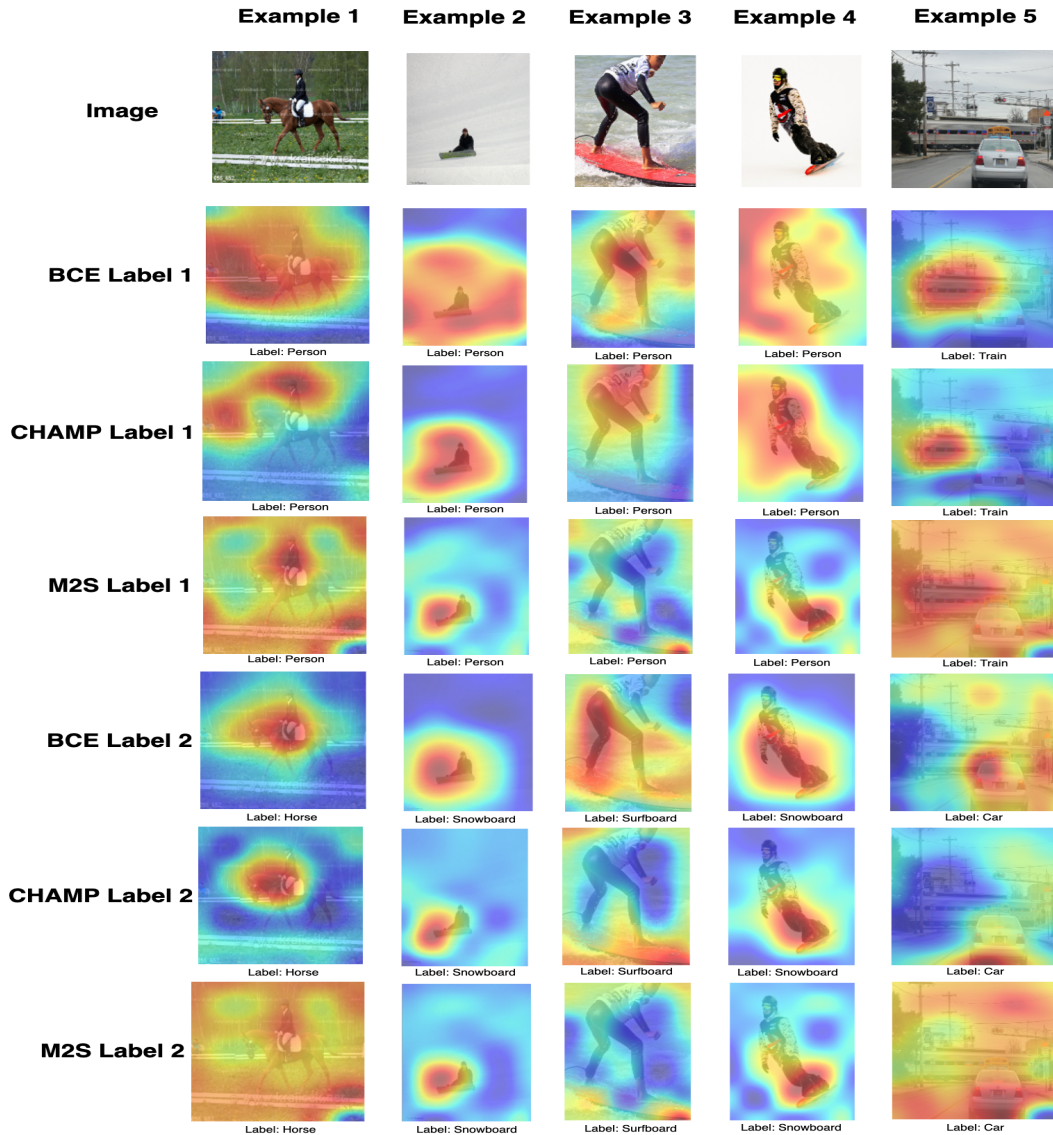 Example 1 Example 2 Example 3 Example 4 Example 5
Image
BCE Label 1
Label: Person Label: Person Label: Person Label: Person Label: Train
CHAMP Label 1
Label: Person Label: Person Label: Person Label: Person Label: Train
M2S Label 1
Label: Person Label: Person Label: Person Label: Person Label: Train
BCE Label 2
Label: Horse Label: Snowboard Label: Surfboard Label: Snowboard Label: Car
CHAMP Label 2
Label: Horse Label: Snowboard Label: Surfboard Label: Snowboard Label: Car
M2S Label 2
Label: Horse Label: Snowboard Label: Surfboard Label: Snowboard Label: Car